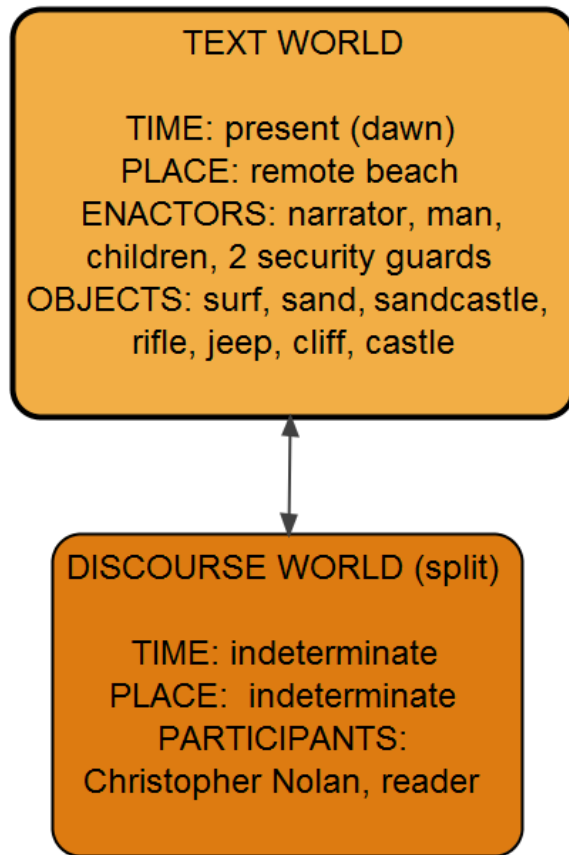 TEXT WORLD
TIME: present (dawn)
PLACE: remote beach
ENACTORS: narrator, man,
children, 2 security guards
OBJECTS: surf, sand, sandcastle,
rifle, jeep, cliff, castle
DISCOURSE WORLD (split)
TIME: indeterminate
PLACE:  indeterminate
PARTICIPANTS:
Christopher Nolan, reader